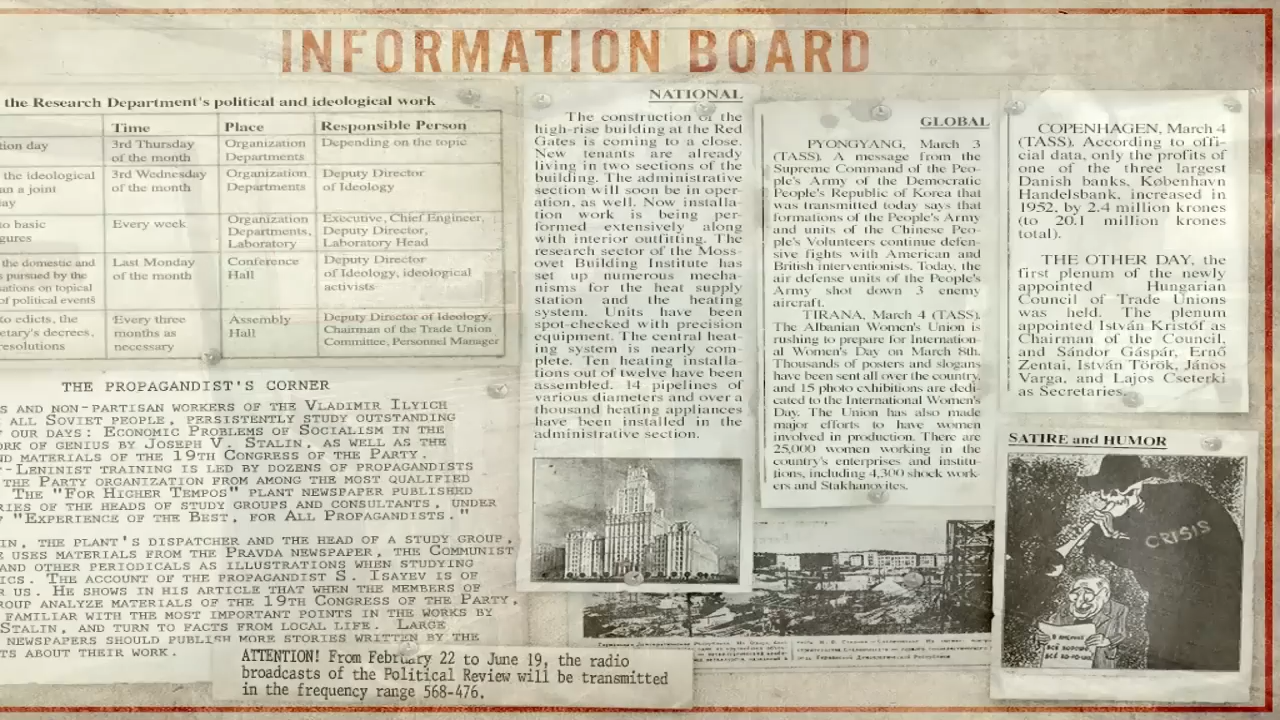 INFORMATION BOARD
the Research Department's political and ideological work
Time Place Responsible Person
tion day 3rd Thursday Organization Depending on the topic
of the month Departments
the ideological 3rd Wednesday Organization Deputy Director
an a joint of the month Departments of Ideology
ay
to basic Every week Organization Executive, Chief Engineer,
gures Departments, Deputy Director,
Laboratory Laboratory Head
the domestic and Last Monday Conference Deputy Director
s pursued by the of the month Hall of Ideology, ideological
sations on topical activists
of political events
to edicts, the Every three Assembly Deputy Director of Ideology,
etary's decrees, months as Hall Chairman of the Trade Union
resolutions necessary Committee, Personnel Manager
THE PROPAGANDIST'S CORNER
S AND NON-PARTISAN WORKERS OF THE VLADIMIR ILYICH
ALL SOVIET PEOPLE, PERSISTENTLY STUDY OUTSTANDING
OUR DAYS: ECONOMIC PROBLEMS OF SOCIALISM IN THE
ORK OF GENIUS BY JOSEPH V. STALIN, AS WELL AS THE
ND MATERIALS OF THE 19TH CONGRESS OF THE PARTY.
-LENINIST TRAINING IS LED BY DOZENS OF PROPAGANDISTS
THE PARTY ORGANIZATION FROM AMONG THE MOST QUALIFIED
THE "FOR HIGHER TEMPOS" PLANT NEWSPAPER PUBLISHED
RIES OF THE HEADS OF STUDY GROUPS AND CONSULTANTS, UNDER
"EXPERIENCE OF THE BEST, FOR ALL PROPAGANDISTS."
IN, THE PLANT'S DISPATCHER AND THE HEAD OF A STUDY GROUP,
E USES MATERIALS FROM THE PRAVDA NEWSPAPER, THE COMMUNIST
AND OTHER PERIODICALS AS ILLUSTRATIONS WHEN STUDYING
ICS. THE ACCOUNT OF THE PROPAGANDIST S. ISAYEV IS OF
R US. HE SHOWS IN HIS ARTICLE THAT WHEN THE MEMBERS OF
ROUP ANALYZE MATERIALS OF THE 19TH CONGRESS OF THE PARTY,
FAMILIAR WITH THE MOST IMPORTANT POINTS IN THE WORKS BY
STALIN, AND TURN TO FACTS FROM LOCAL LIFE. LARGE
NEWSPAPERS SHOULD PUBLISH MORE STORIES WRITTEN BY THE
TS ABOUT THEIR WORK.
ATTENTION! From February 22 to June 19, the radio
broadcasts of the Political Review will be transmitted
in the frequency range 568-476.
NATIONAL
The construction of the
high-rise building at the Red
Gates is coming to a close.
New tenants are already
living in two sections of the
building. The administrative
section will soon be in oper-
ation, as well. Now installa-
tion work is being per-
formed extensively along
with interior outfitting. The
research sector of the Moss-
ovet Building Institute has
set up numerous mecha-
nisms for the heat supply
station and the heating
system. Units have been
spot-checked with precision
equipment. The central heat-
ing system is nearly com-
plete. Ten heating installa-
tions out of twelve have been
assembled. 14 pipelines of
various diameters and over a
thousand heating appliances
have been installed in the
administrative section.
GLOBAL
PYONGYANG, March 3
(TASS). A message from the
Supreme Command of the Peo-
ple's Army of the Democratic
People's Republic of Korea that
was transmitted today says that
formations of the People's Army
and units of the Chinese Peo-
ple's Volunteers continue defen-
sive fights with American and
British interventionists. Today, the
air defense units of the People's
Army shot down 3 enemy
aircraft.
TIRANA, March 4 (TASS).
The Albanian Women's Union is
rushing to prepare for Internation-
al Women's Day on March 8th.
Thousands of posters and slogans
have been sent all over the country,
and 15 photo exhibitions are dedi-
cated to the International Women's
Day. The Union has also made
major efforts to have women
involved in production. There are
25,000 women working in the
country's enterprises and institu-
tions, including 4,300 shock work-
ers and Stakhanovites.
COPENHAGEN, March 4
(TASS). According to offi-
cial data, only the profits of
one of the three largest
Danish banks, København
Handelsbank, increased in
1952, by 2.4 million krones
(to 20.1 million krones
total).
THE OTHER DAY, the
first plenum of the newly
appointed Hungarian
Council of Trade Unions
was held. The plenum
appointed István Kristóf as
Chairman of the Council,
and Sándor Gáspár, Ernő
Zentai, István Török, János
Varga, and Lajos Cseterki
as Secretaries.
SATIRE and HUMOR
CRISIS
В АМЕРИКЕ
ВСЁ ХОРОШО